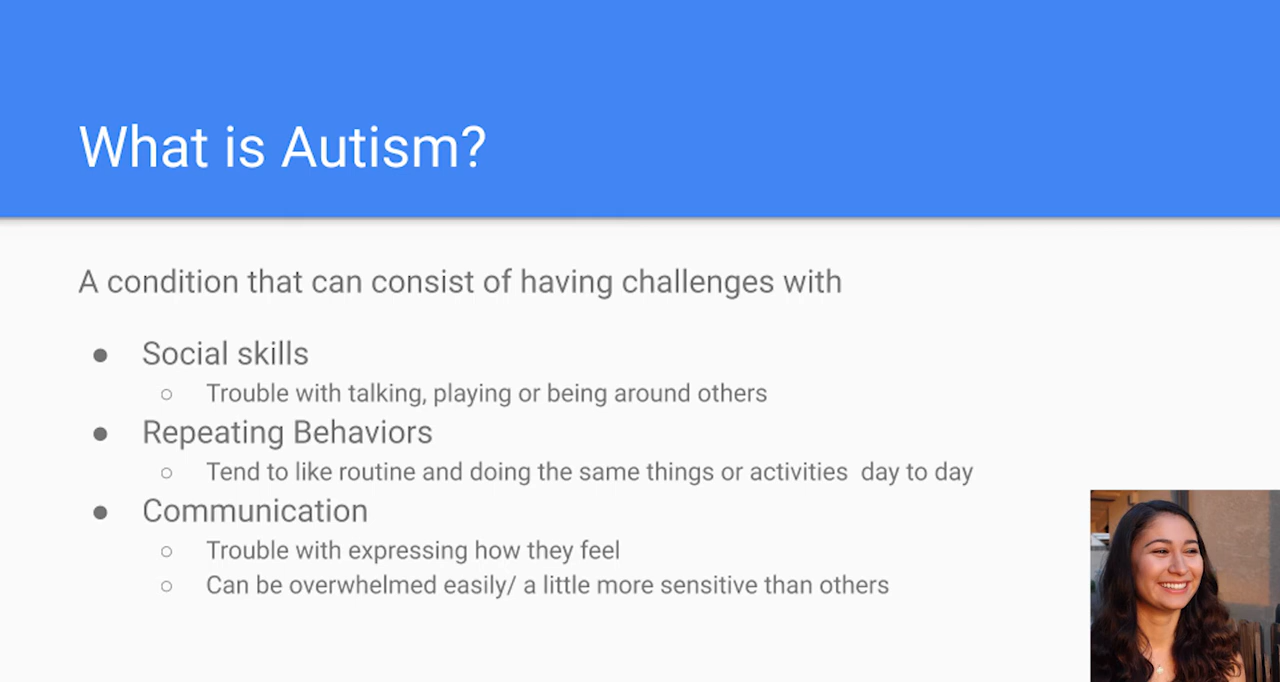 What is Autism?
A condition that can consist of having challenges with
● Social skills
○ Trouble with talking, playing or being around others
● Repeating Behaviors
○ Tend to like routine and doing the same things or activities  day to day
● Communication
○ Trouble with expressing how they feel
○ Can be overwhelmed easily/ a little more sensitive than others